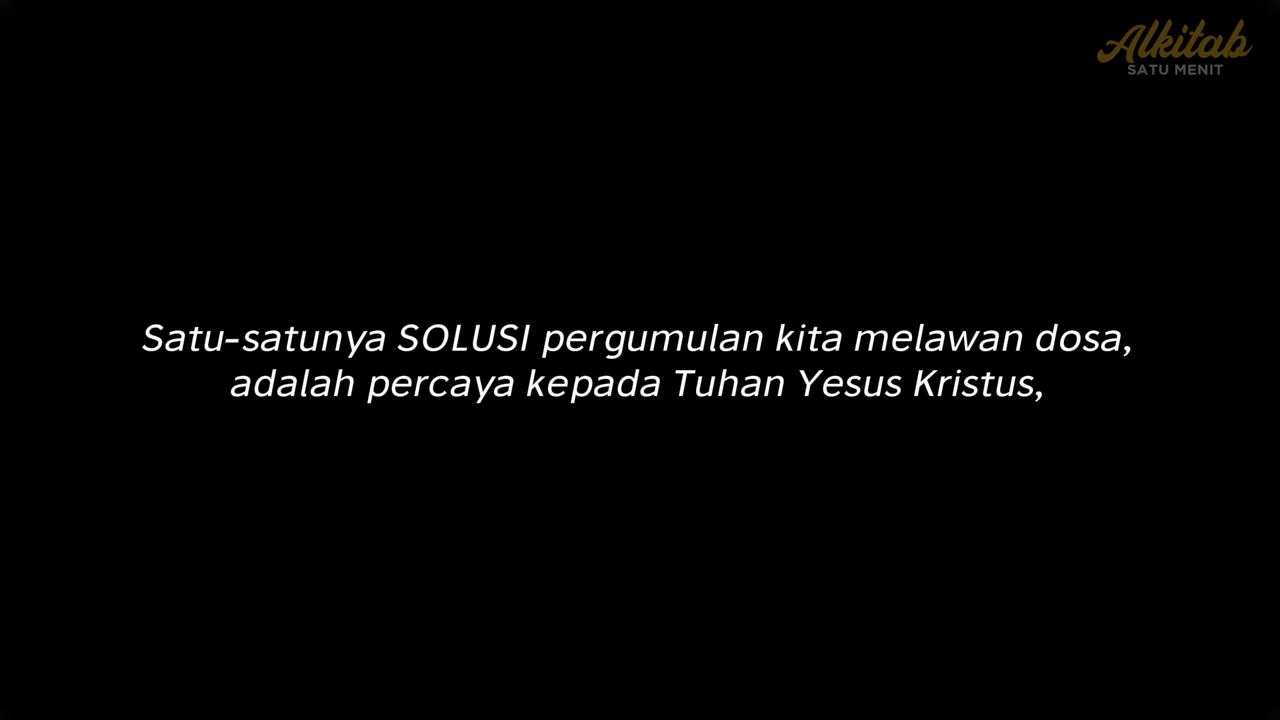 Alkitab
SATU MENIT
Satu-satunya SOLUSI pergumulan kita melawan dosa,
adalah percaya kepada Tuhan Yesus Kristus,